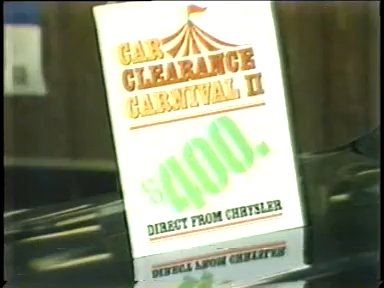 CAR
CLEARANCE
CARNIVAL II
$400.
DIRECT FROM CHRYSLER